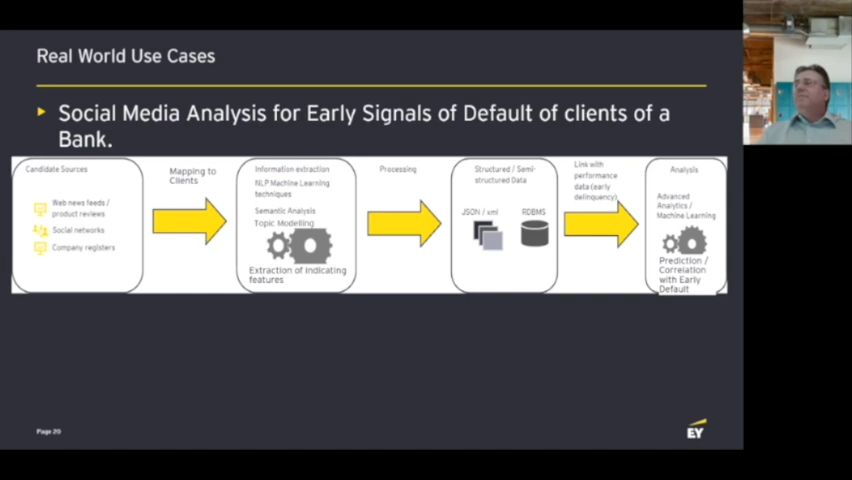 Real World Use Cases
Social Media Analysis for Early Signals of Default of clients of a
Bank.
Candidate Sources
Web news feeds /
product reviews
Social networks
Company registers
Mapping to
Clients
Information extraction
NLP Machine Learning
techniques
Semantic Analysis
Topic Modelling
Extraction of indicating
features
Processing
Structured / Semi-
structured Data
JSON / xml
RDBMS
Link with
performance
data (early
delinquency)
Analysis
Advanced
Analytics /
Machine Learning
Prediction /
Correlation
with Early
Default
Page 20
EY